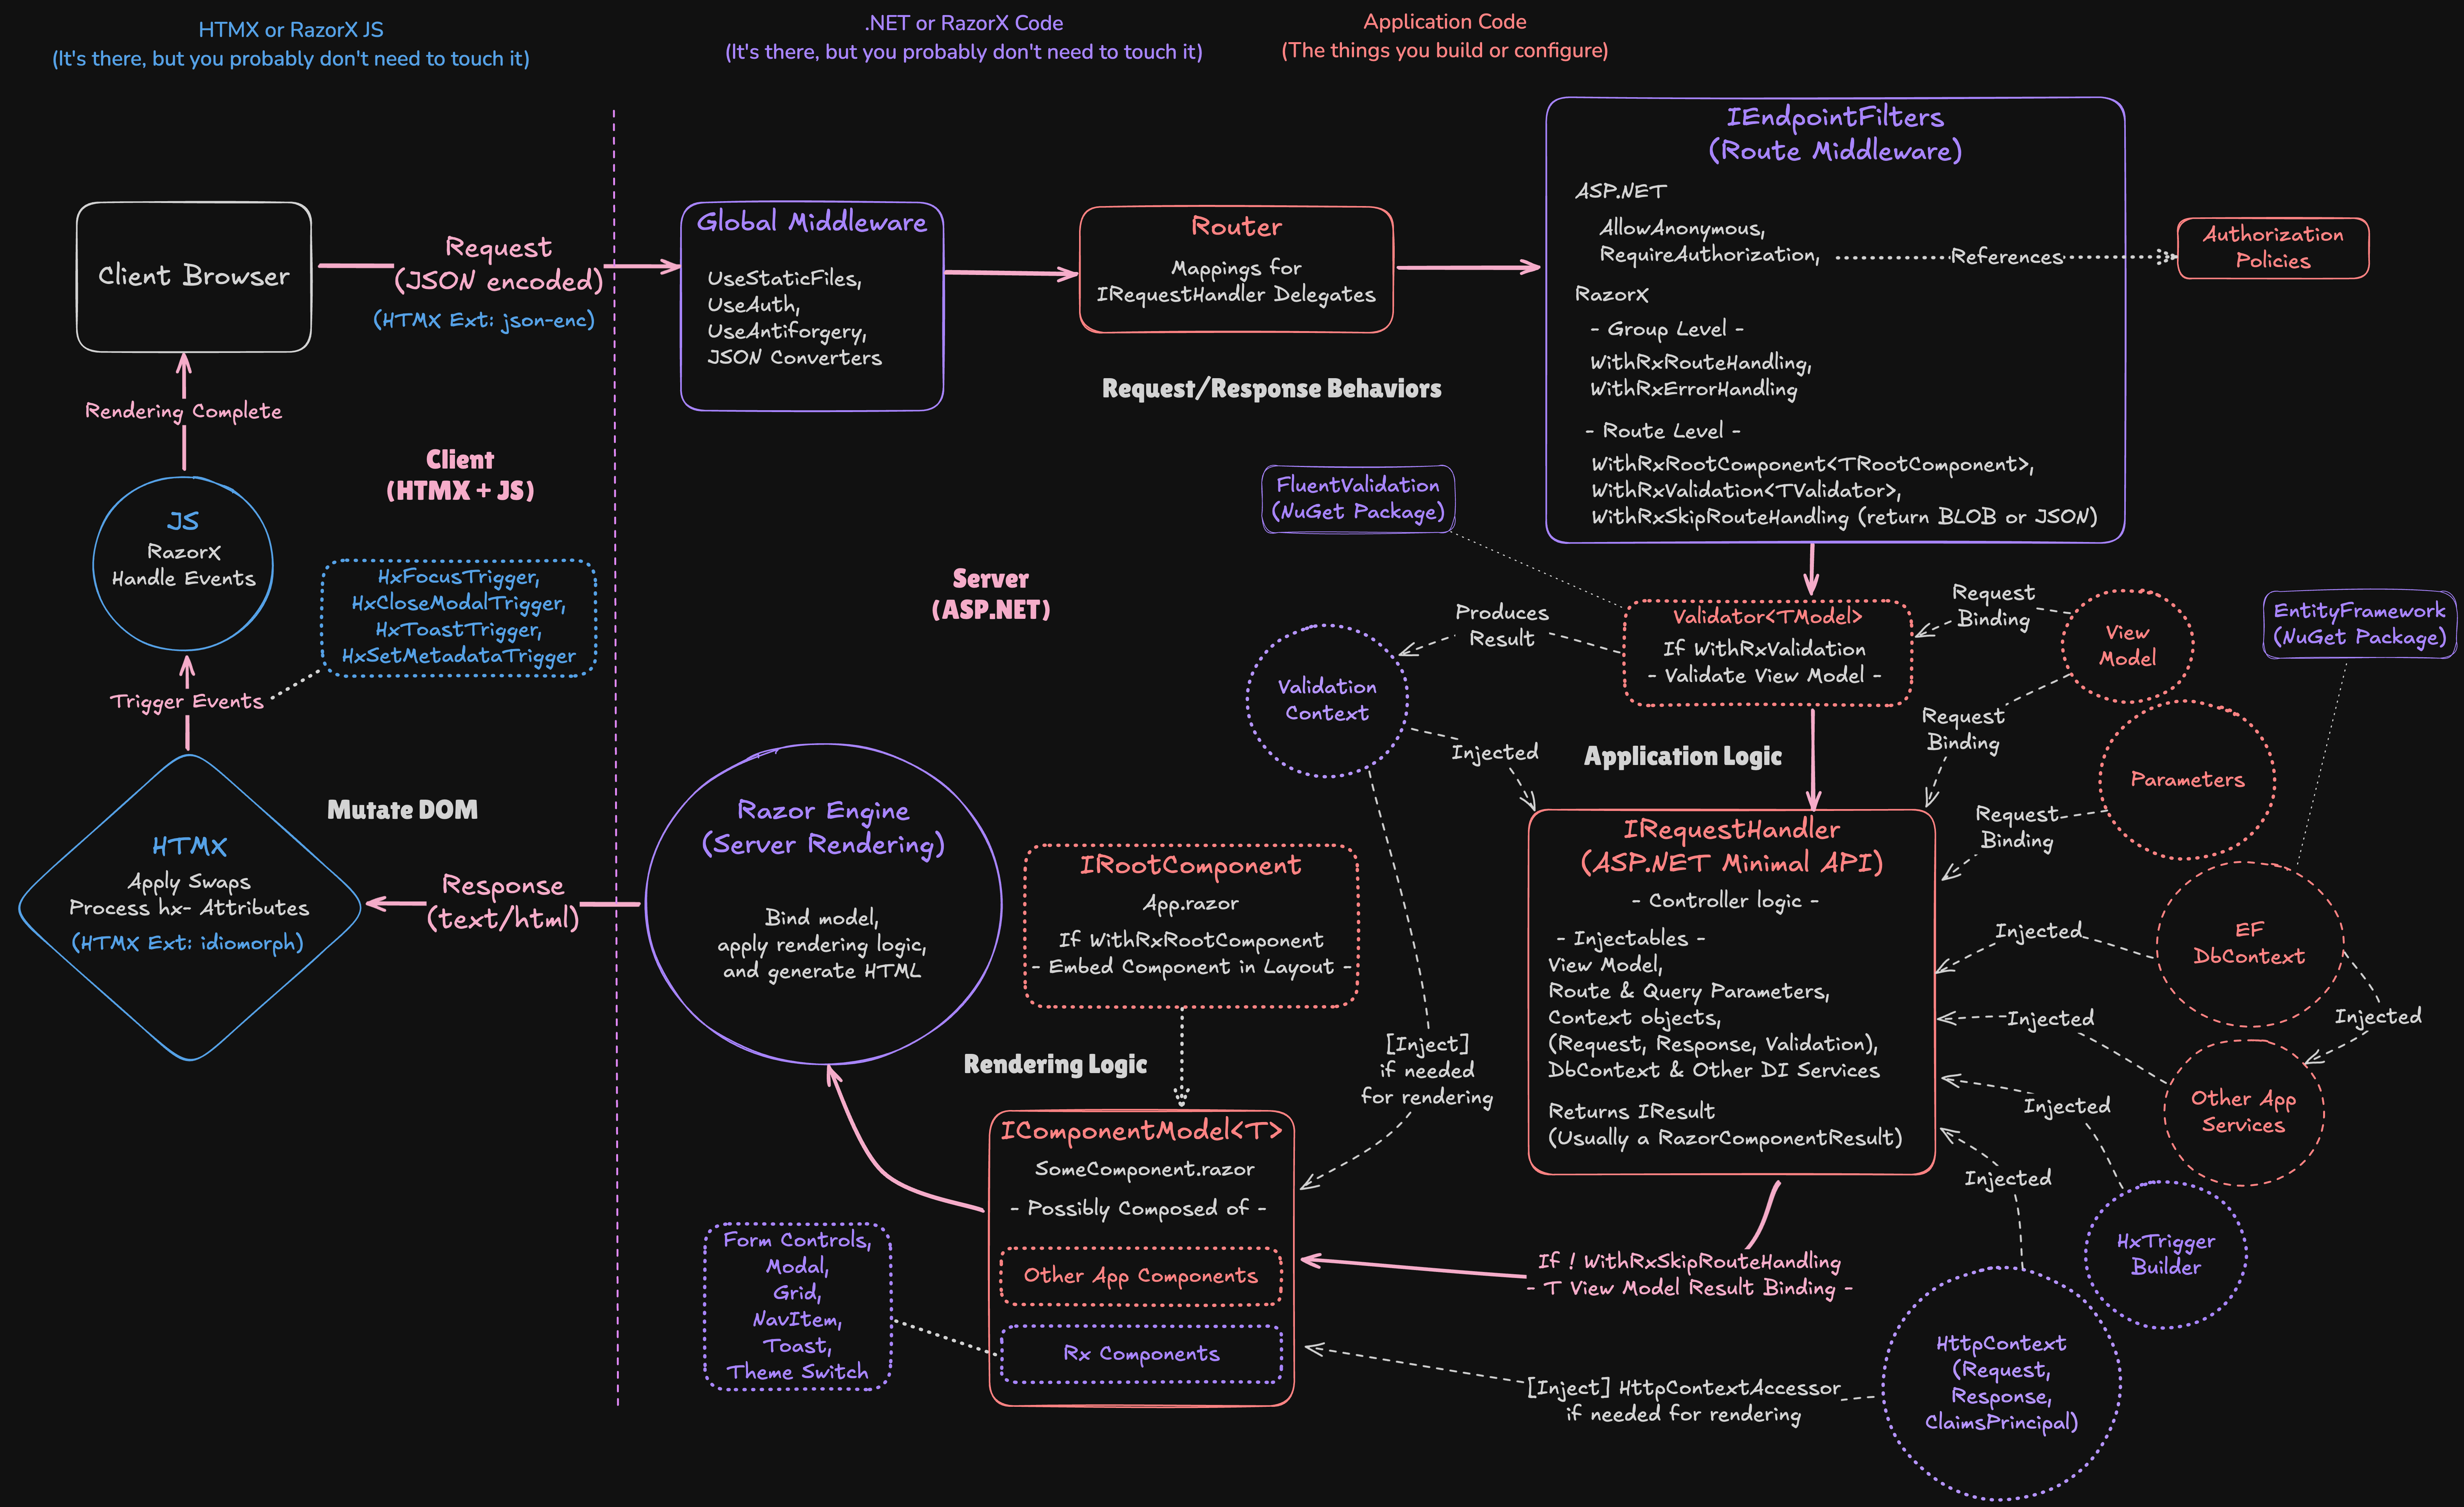 HTMX or RazorX JS
(It's there, but you probably don't need to touch it)
.NET or RazorX Code
(It's there, but you probably don't need to touch it)
Application Code
(The things you build or configure)
Client Browser
Request
(JSON encoded)
(HTMX Ext: json-enc)
Global Middleware
UseStaticFiles,
UseAuth,
UseAntiforgery,
JSON Converters
Router
Mappings for
IRequestHandler Delegates
Request/Response Behaviors
IEndpointFilters
(Route Middleware)
ASP.NET
AllowAnonymous,
RequireAuthorization,
References
Authorization
Policies
RazorX
- Group Level -
WithRxRouteHandling,
WithRxErrorHandling
- Route Level -
WithRxRootComponent<TRootComponent>,
WithRxValidation<TValidator>,
WithRxSkipRouteHandling (return BLOB or JSON)
Rendering Complete
Client
(HTMX + JS)
JS
RazorX
Handle Events
HxFocusTrigger,
HxCloseModalTrigger,
HxToastTrigger,
HxSetMetadataTrigger
Trigger Events
Server
(ASP.NET)
FluentValidation
(NuGet Package)
Produces
Result
Validator<TModel>
If WithRxValidation
- Validate View Model -
Request
Binding
View
Model
EntityFramework
(NuGet Package)
Validation
Context
Injected
Application Logic
Request
Binding
Parameters
Request
Binding
Mutate DOM
HTMX
Apply Swaps
Process hx- Attributes
(HTMX Ext: idiomorph)
Response
(text/html)
Razor Engine
(Server Rendering)
Bind model,
apply rendering logic,
and generate HTML
IRootComponent
App.razor
If WithRxRootComponent
- Embed Component in Layout -
Rendering Logic
[Inject]
if needed
for rendering
IRequestHandler
(ASP.NET Minimal API)
- Controller logic -
- Injectables -
View Model,
Route & Query Parameters,
Context objects,
(Request, Response, Validation),
DbContext & Other DI Services
Returns IResult
(Usually a RazorComponentResult)
Injected
EF
DbContext
Injected
Injected
Other App
Services
Injected
HxTrigger
Builder
Injected
IComponentModel<T>
SomeComponent.razor
- Possibly Composed of -
Other App Components
Rx Components
Form Controls,
Modal,
Grid,
NavItem,
Toast,
Theme Switch
If ! WithRxSkipRouteHandling
- T View Model Result Binding -
[Inject] HttpContextAccessor
if needed for rendering
HttpContext
(Request,
Response,
ClaimsPrincipal)